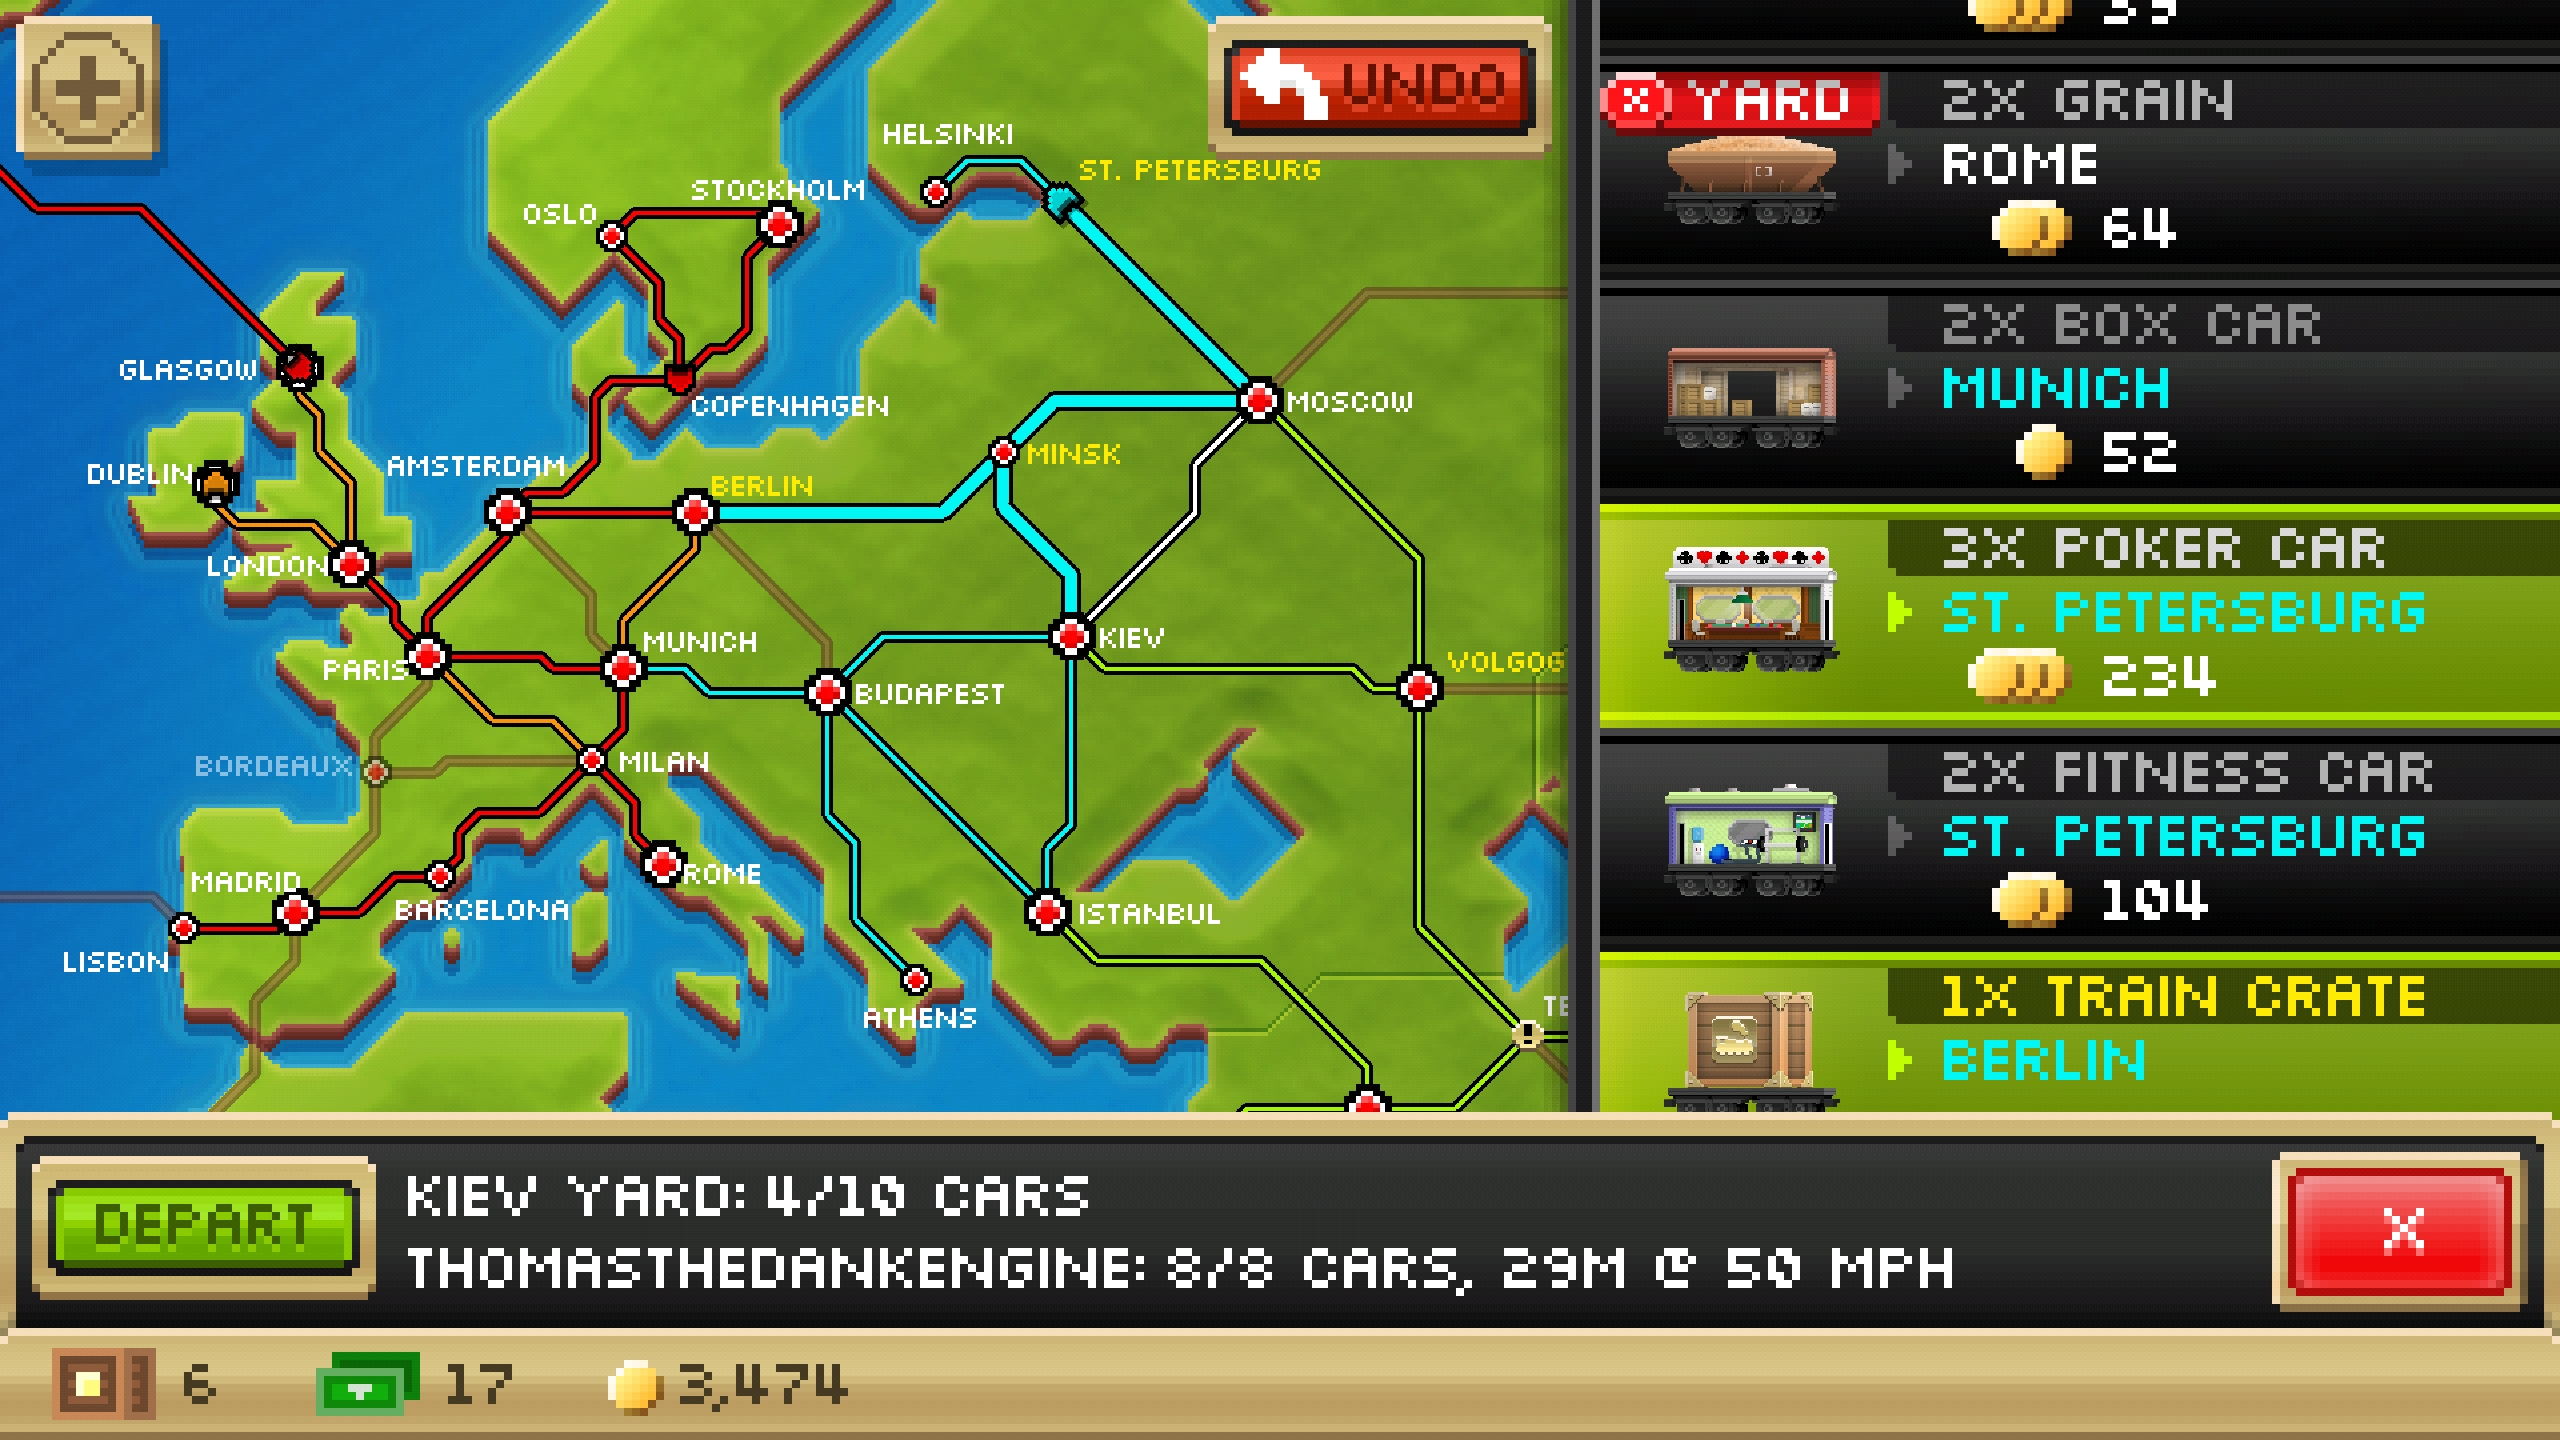 UNDO
HELSINKI
ST. PETERSBURG
STOCKHOLM
OSLO
GLASGOW
COPENHAGEN
MOSCOW
DUBLIN
AMSTERDAM
MINSK
BERLIN
LONDON
MUNICH
KIEV
PARIS
VOLGOG
BUDAPEST
BORDEAUX
MILAN
MADRID
ROME
BARCELONA
ISTANBUL
LISBON
ATHENS
TE
YARD
2X GRAIN
ROME
64
2X BOX CAR
MUNICH
52
3X POKER CAR
ST. PETERSBURG
234
2X FITNESS CAR
ST. PETERSBURG
104
1X TRAIN CRATE
BERLIN
DEPART
KIEV YARD: 4/10 CARS
THOMASTHEDANKENGINE: 8/8 CARS, 29M @ 50 MPH
X
6
17
3,474